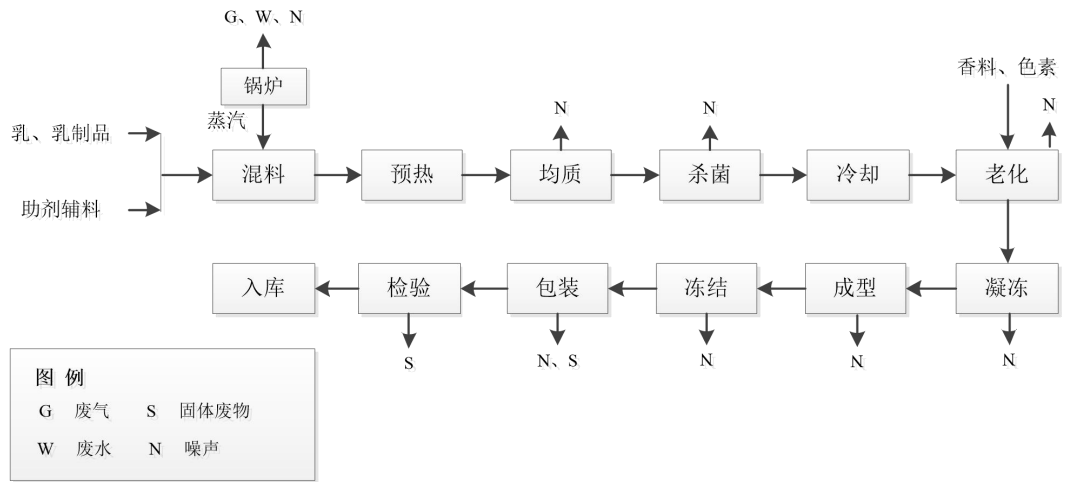 G、W、N
锅炉
蒸汽
香料、色素
乳、乳制品
助剂辅料
N
N
N
混料
预热
均质
杀菌
冷却
老化
入库
检验
包装
冻结
成型
凝冻
S
N、S
N
N
N
图 例
G 废气 S 固体废物
W 废水 N 噪声